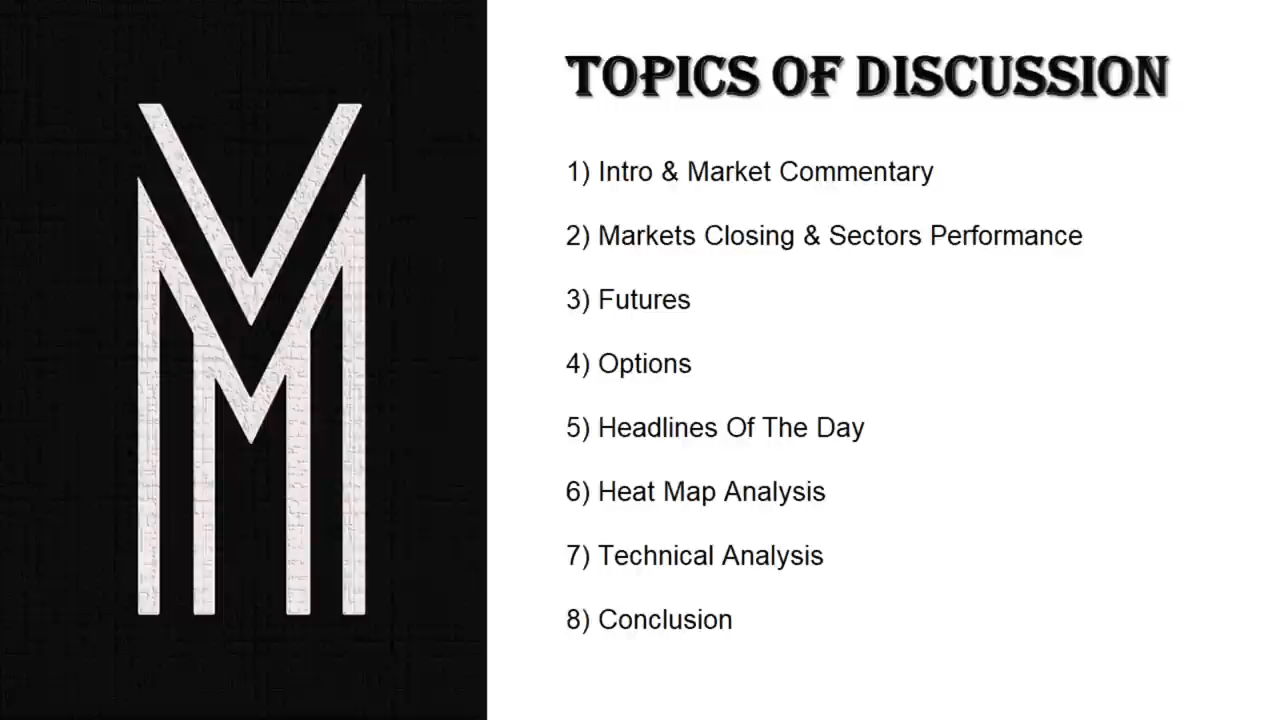 TOPICS OF DISCUSSION
1) Intro & Market Commentary
2) Markets Closing & Sectors Performance
3) Futures
4) Options
5) Headlines Of The Day
6) Heat Map Analysis
7) Technical Analysis
8) Conclusion